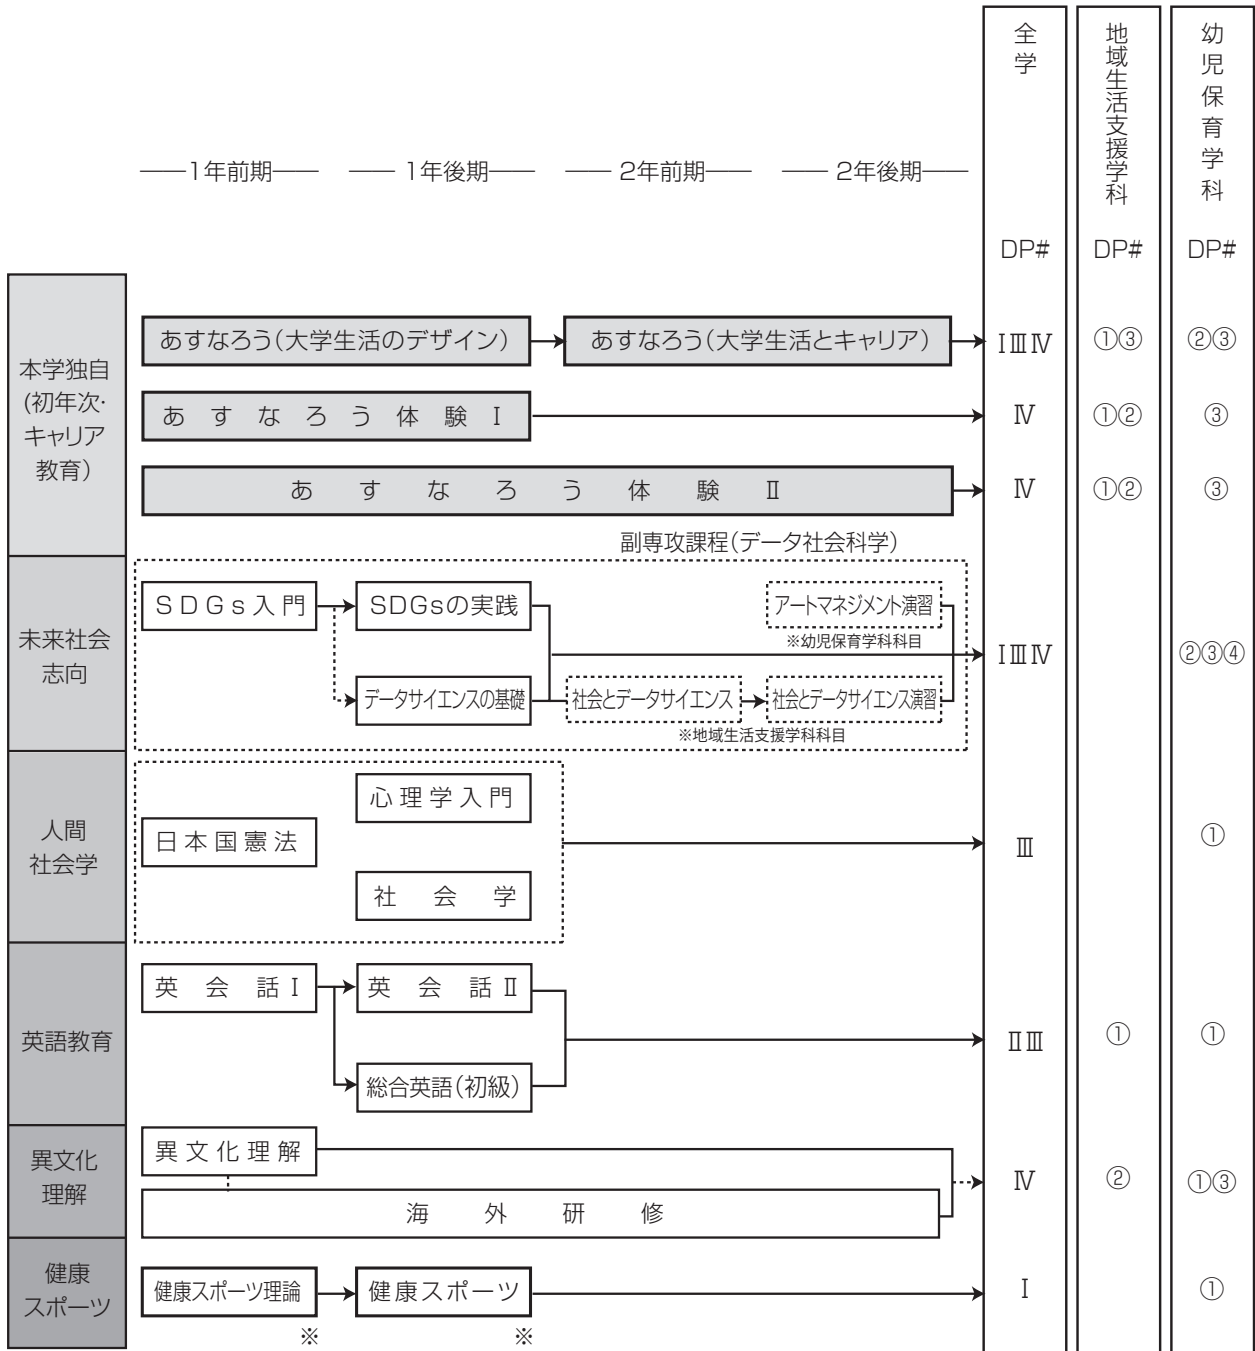 全学
地域生活支援学科
幼児保育学科
――1年前期―― ―― 1年後期―― ―― 2年前期―― ―― 2年後期――
DP# DP# DP#
本学独自
(初年次・
キャリア
教育)
あすなろう(大学生活のデザイン) あすなろう(大学生活とキャリア) ⅠⅢⅣ ①③ ②③
あすなろう体験Ⅰ Ⅳ ①② ③
あすなろう体験Ⅱ Ⅳ ①② ③
副専攻課程(データ社会科学)
未来社会
志向
SDGs入門 SDGsの実践 アートマネジメント演習
※幼児保育学科科目
ⅠⅢⅣ ②③④
データサイエンスの基礎 社会とデータサイエンス 社会とデータサイエンス演習
※地域生活支援学科科目
人間
社会学
心理学入門
日本国憲法 Ⅲ ①
社会学
英語教育
英会話Ⅰ 英会話Ⅱ
ⅡⅢ ① ①
総合英語(初級)
異文化
理解
異文化理解
Ⅳ ② ①③
海外研修
健康
スポーツ
健康スポーツ理論 健康スポーツ Ⅰ ①
※ ※